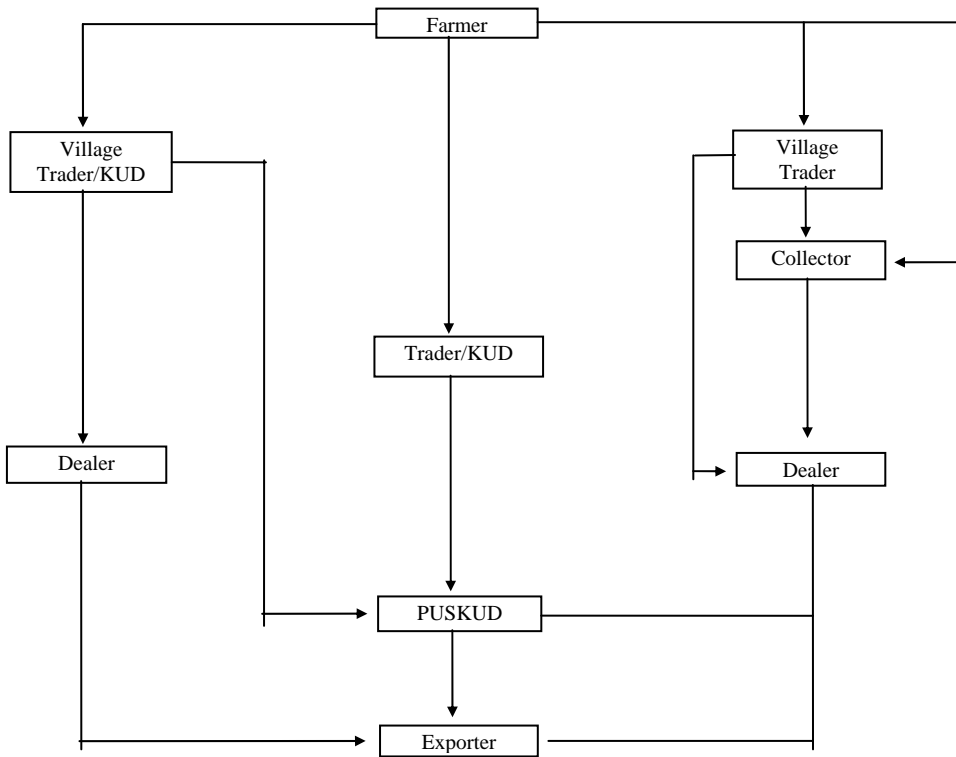 Farmer
Village
Trader/KUD
Village
Trader
Collector
Trader/KUD
Dealer
Dealer
PUSKUD
Exporter